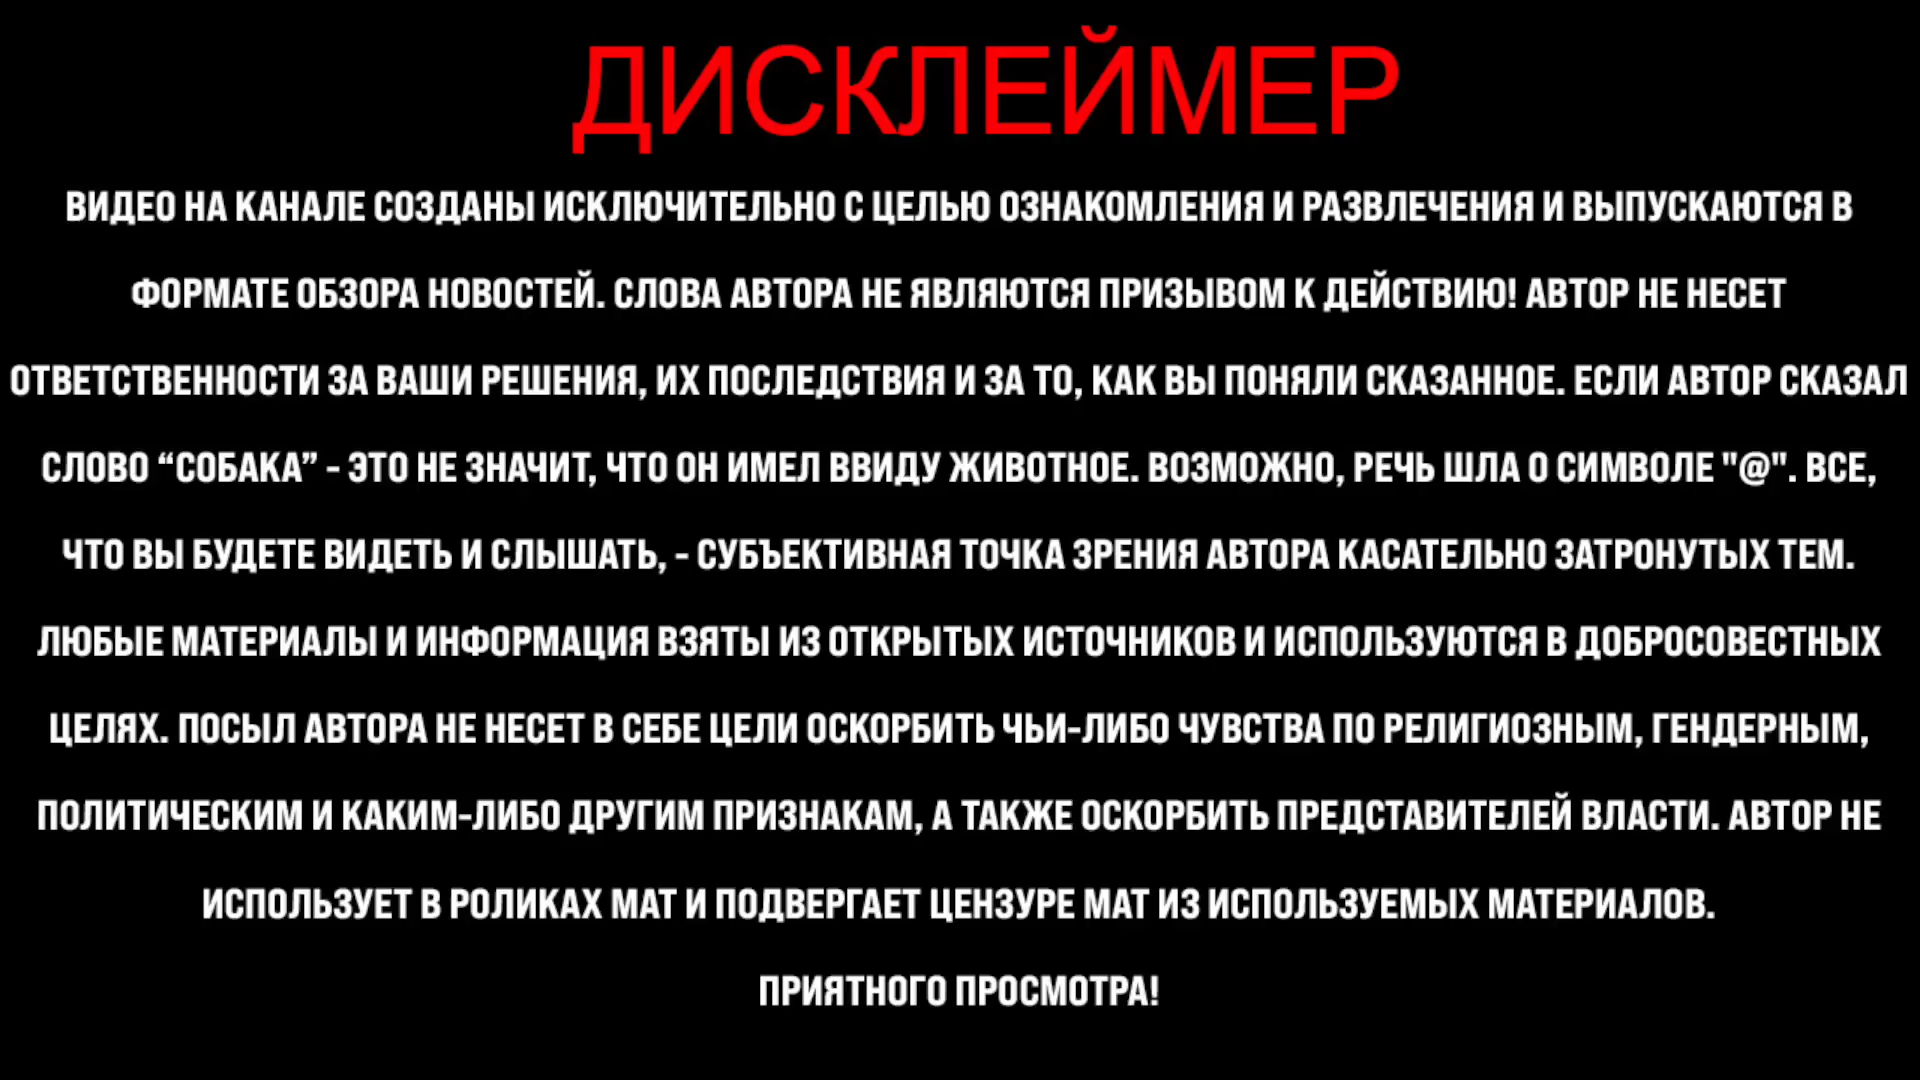 ДИСКЛЕЙМЕР
ВИДЕО НА КАНАЛЕ СОЗДАНЫ ИСКЛЮЧИТЕЛЬНО С ЦЕЛЬЮ ОЗНАКОМЛЕНИЯ И РАЗВЛЕЧЕНИЯ И ВЫПУСКАЮТСЯ В
ФОРМАТЕ ОБЗОРА НОВОСТЕЙ. СЛОВА АВТОРА НЕ ЯВЛЯЮТСЯ ПРИЗЫВОМ К ДЕЙСТВИЮ! АВТОР НЕ НЕСЕТ
ОТВЕТСТВЕННОСТИ ЗА ВАШИ РЕШЕНИЯ, ИХ ПОСЛЕДСТВИЯ И ЗА ТО, КАК ВЫ ПОНЯЛИ СКАЗАННОЕ. ЕСЛИ АВТОР СКАЗАЛ
СЛОВО “СОБАКА” - ЭТО НЕ ЗНАЧИТ, ЧТО ОН ИМЕЛ ВВИДУ ЖИВОТНОЕ. ВОЗМОЖНО, РЕЧЬ ШЛА О СИМВОЛЕ "@". ВСЕ,
ЧТО ВЫ БУДЕТЕ ВИДЕТЬ И СЛЫШАТЬ, - СУБЪЕКТИВНАЯ ТОЧКА ЗРЕНИЯ АВТОРА КАСАТЕЛЬНО ЗАТРОНУТЫХ ТЕМ.
ЛЮБЫЕ МАТЕРИАЛЫ И ИНФОРМАЦИЯ ВЗЯТЫ ИЗ ОТКРЫТЫХ ИСТОЧНИКОВ И ИСПОЛЬЗУЮТСЯ В ДОБРОСОВЕСТНЫХ
ЦЕЛЯХ. ПОСЫЛ АВТОРА НЕ НЕСЕТ В СЕБЕ ЦЕЛИ ОСКОРБИТЬ ЧЬИ-ЛИБО ЧУВСТВА ПО РЕЛИГИОЗНЫМ, ГЕНДЕРНЫМ,
ПОЛИТИЧЕСКИМ И КАКИМ-ЛИБО ДРУГИМ ПРИЗНАКАМ, А ТАКЖЕ ОСКОРБИТЬ ПРЕДСТАВИТЕЛЕЙ ВЛАСТИ. АВТОР НЕ
ИСПОЛЬЗУЕТ В РОЛИКАХ МАТ И ПОДВЕРГАЕТ ЦЕНЗУРЕ МАТ ИЗ ИСПОЛЬЗУЕМЫХ МАТЕРИАЛОВ.
ПРИЯТНОГО ПРОСМОТРА!